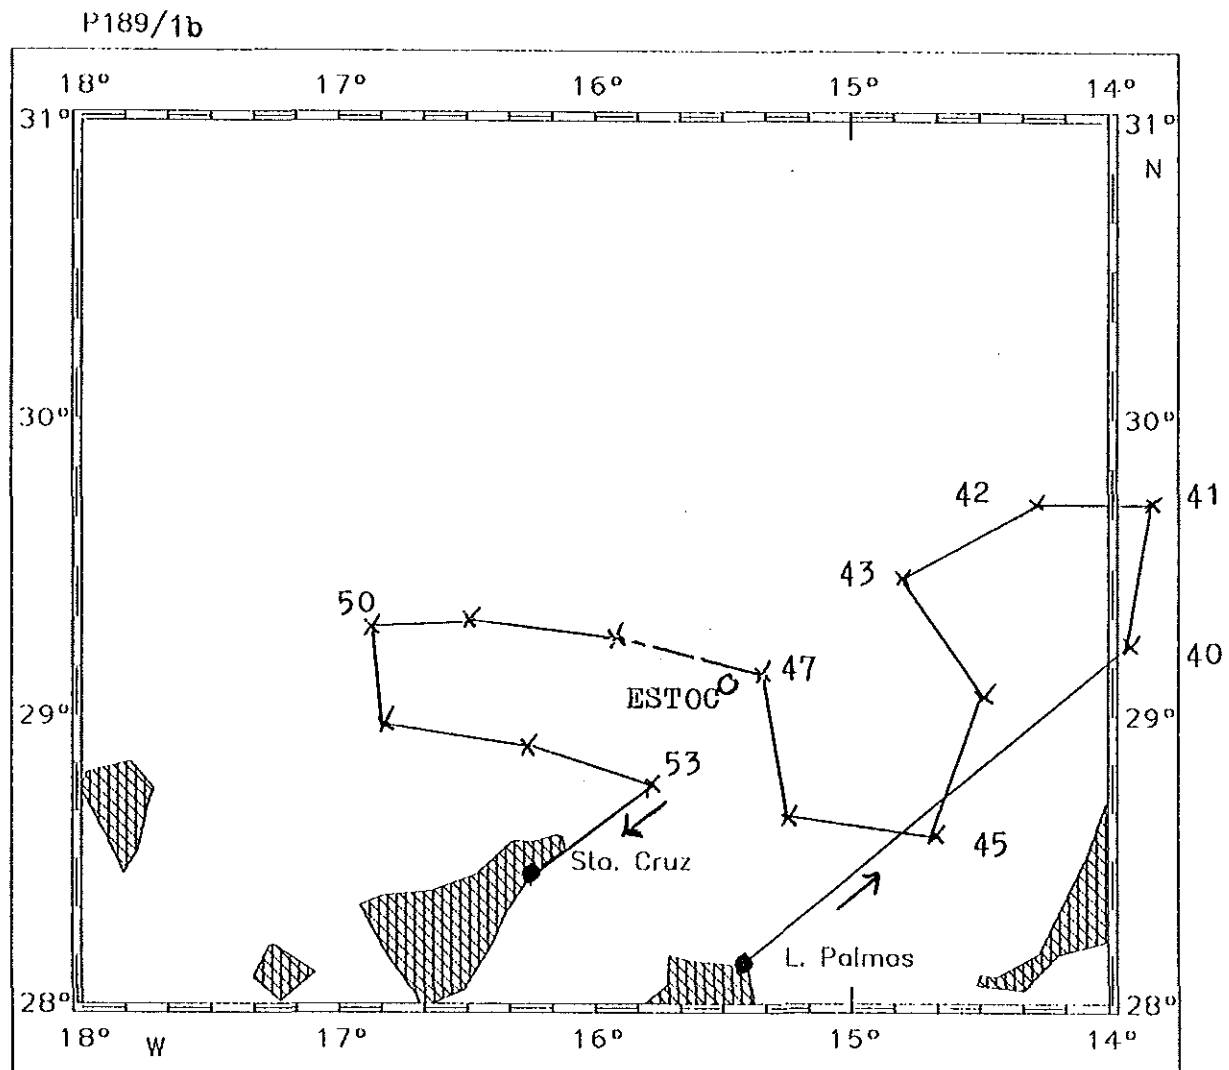 P189/1b
18° 17° 16° 15° 14°
31° 31°
N
30° 30°
42 41
43
50
47 40
ESTOC
29° 29°
53
45
Sta. Cruz
L. Palmas
28° 28°
18° W 17° 16° 15° 14°